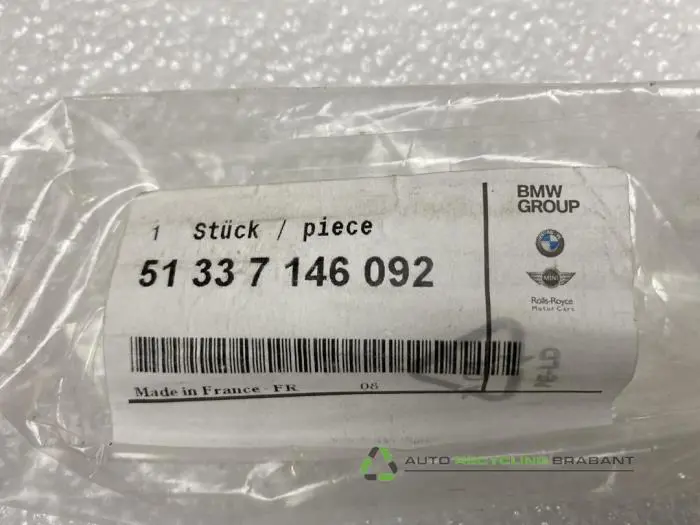 BMW
GROUP
1 Stück / piece
51 33 7 146 092
MINI
Rolls-Royce
Motor Cars
Made in France - FR 08
AUTO RECYCLING BRABANT